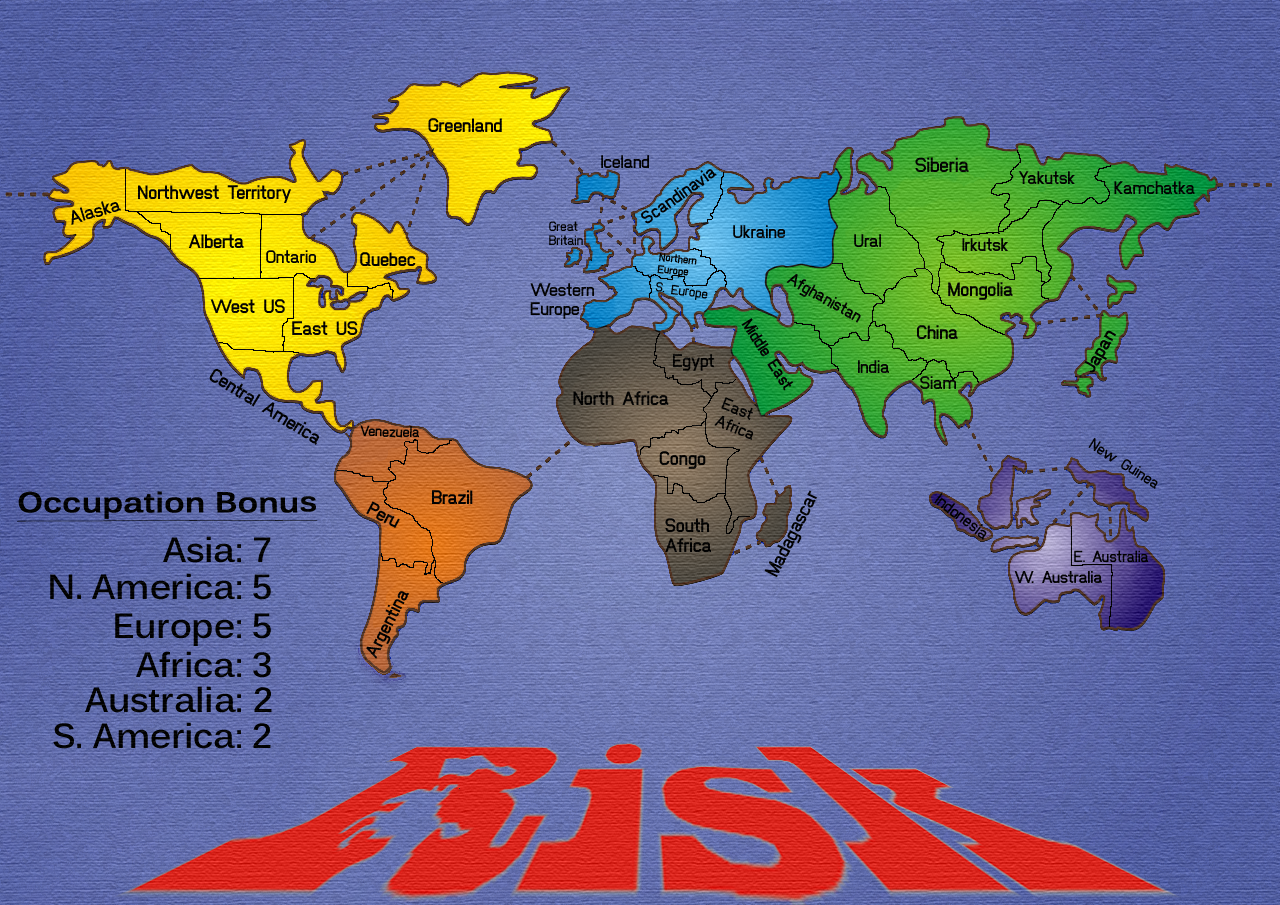 Greenland
Iceland
Siberia
Yakutsk
Kamchatka
Northwest Territory
Scandinavia
Alaska
Great
Britain
Ukraine
Alberta
Ontario
Quebec
Ural
Irkutsk
Northern
Europe
S. Europe
Western
Europe
Afghanistan
Mongolia
West US
East US
China
Japan
Middle East
Egypt
India
Siam
Central America
North Africa
East
Africa
Venezuela
Congo
New Guinea
Brazil
Peru
Indonesia
South
Africa
Madagascar
E. Australia
W. Australia
Argentina
Occupation Bonus
Asia: 7
N. America: 5
Europe: 5
Africa: 3
Australia: 2
S. America: 2
Risk